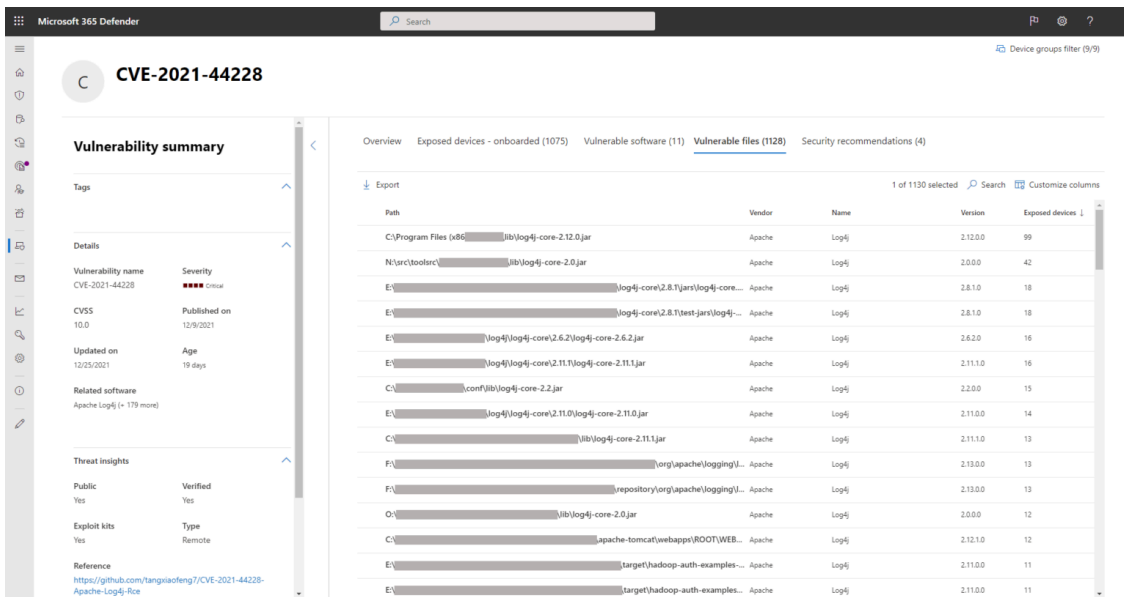 Microsoft 365 Defender
Search
Device groups filter (9/9)
C
CVE-2021-44228
Vulnerability summary
Tags
Details
Vulnerability name Severity
CVE-2021-44228 Critical
CVSS Published on
10.0 12/9/2021
Updated on Age
12/25/2021 19 days
Related software
Apache Log4j (+ 179 more)
Threat insights
Public Verified
Yes Yes
Exploit kits Type
Yes Remote
Reference
https://github.com/tangxiaofeng7/CVE-2021-44228-
Apache-Log4j-Rce
Overview Exposed devices - onboarded (1075) Vulnerable software (11) Vulnerable files (1128) Security recommendations (4)
Export 1 of 1130 selected Search Customize columns
Path Vendor Name Version Exposed devices ↓
C:\Program Files (x86 lib\log4j-core-2.12.0.jar Apache Log4j 2.12.0.0 99
N:\src\toolsrc\ lib\log4j-core-2.0.jar Apache Log4j 2.0.0.0 42
E:\ \log4j-core\2.8.1\jars\log4j-core.... Apache Log4j 2.8.1.0 18
E:\ \log4j-core\2.8.1\test-jars\log4j-... Apache Log4j 2.8.1.0 18
E:\ \log4j\log4j-core\2.6.2\log4j-core-2.6.2.jar Apache Log4j 2.6.2.0 16
E:\ \log4j\log4j-core\2.11.1\log4j-core-2.11.1.jar Apache Log4j 2.11.1.0 16
C:\ \conf\lib\log4j-core-2.2.jar Apache Log4j 2.2.0.0 15
E:\ \log4j\log4j-core\2.11.0\log4j-core-2.11.0.jar Apache Log4j 2.11.0.0 14
C:\ \lib\log4j-core-2.11.1.jar Apache Log4j 2.11.1.0 13
F:\ \org\apache\logging\l... Apache Log4j 2.13.0.0 13
F:\ \repository\org\apache\logging\l... Apache Log4j 2.13.0.0 13
O:\ \lib\log4j-core-2.0.jar Apache Log4j 2.0.0.0 12
C:\ apache-tomcat\webapps\ROOT\WEB... Apache Log4j 2.12.1.0 12
E:\ target\hadoop-auth-examples-... Apache Log4j 2.11.0.0 11
E:\ target\hadoop-auth-examples... Apache Log4j 2.11.0.0 11